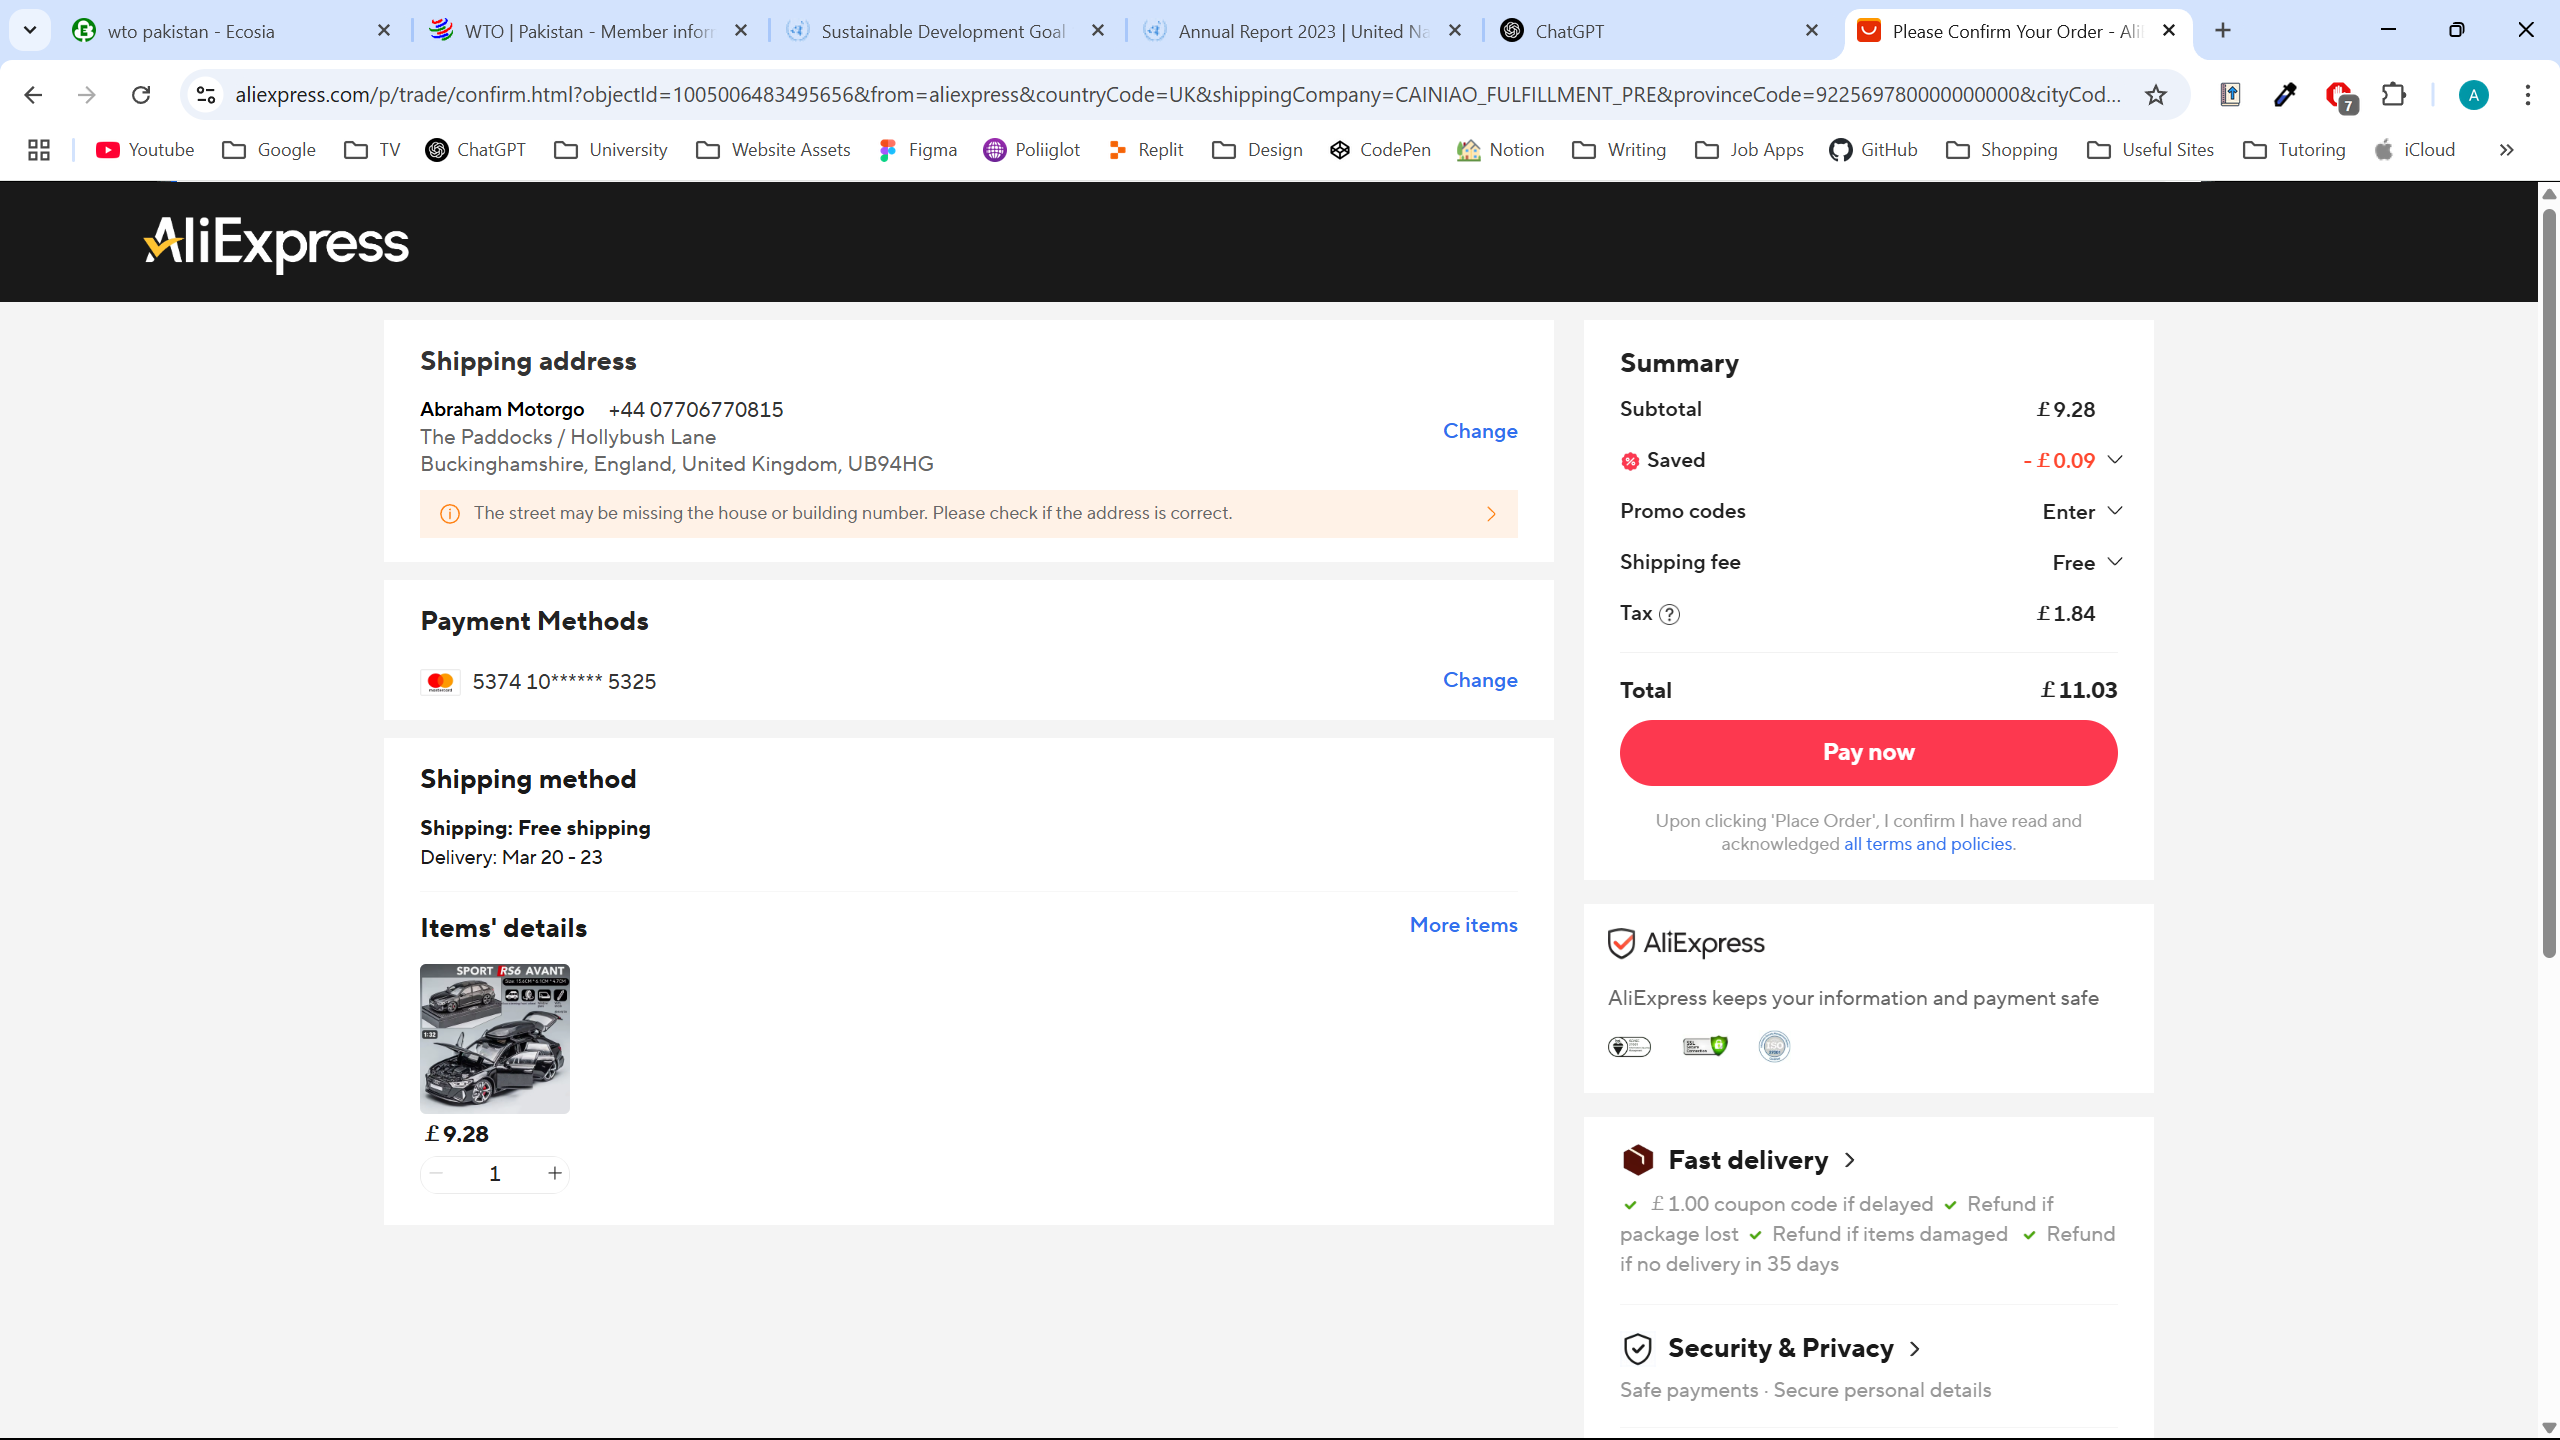 wto pakistan - Ecosia
WTO | Pakistan - Member infor
Sustainable Development Goal
Annual Report 2023 | United Na
ChatGPT
Please Confirm Your Order - Ali
aliexpress.com/p/trade/confirm.html?objectId=1005006483495656&from=aliexpress&countryCode=UK&shippingCompany=CAINIAO_FULFILLMENT_PRE&provinceCode=922569780000000000&cityCod...
7
A
Youtube
Google
TV
ChatGPT
University
Website Assets
Figma
Poliiglot
Replit
Design
CodePen
Notion
Writing
Job Apps
GitHub
Shopping
Useful Sites
Tutoring
iCloud
AliExpress
Shipping address
Abraham Motorgo +44 07706770815
The Paddocks / Hollybush Lane
Buckinghamshire, England, United Kingdom, UB94HG
Change
The street may be missing the house or building number. Please check if the address is correct.
Payment Methods
5374 10****** 5325
Change
Shipping method
Shipping: Free shipping
Delivery: Mar 20 - 23
Items' details
More items
SPORT RS6 AVANT
1:32
£9.28
1
Summary
Subtotal £9.28
Saved -£0.09
Promo codes Enter
Shipping fee Free
Tax £1.84
Total £11.03
Pay now
Upon clicking 'Place Order', I confirm I have read and
acknowledged all terms and policies.
AliExpress
AliExpress keeps your information and payment safe
Fast delivery
£1.00 coupon code if delayed Refund if
package lost Refund if items damaged Refund
if no delivery in 35 days
Security & Privacy
Safe payments · Secure personal details